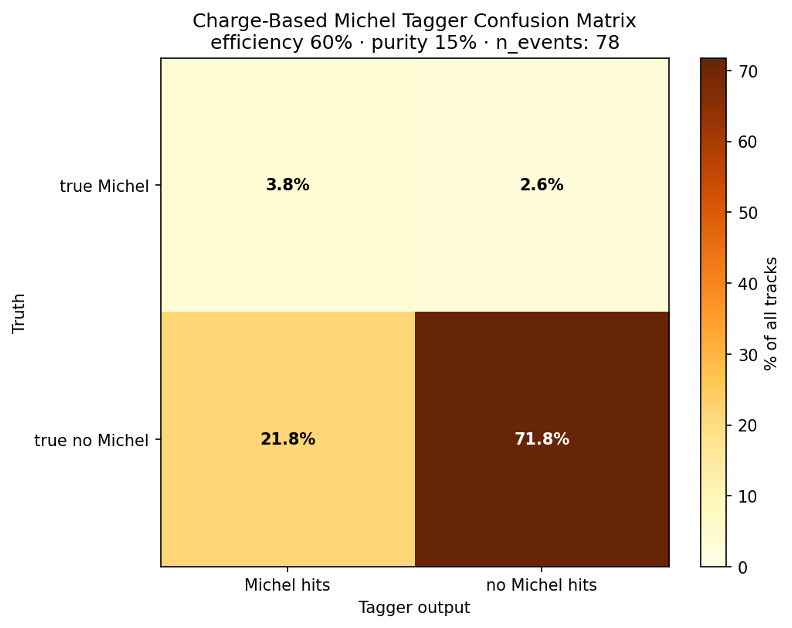 Charge-Based Michel Tagger Confusion Matrix
efficiency 60% · purity 15% · n_events: 78
70
60
50
40
30
20
10
0
% of all tracks
true Michel
3.8%
2.6%
Truth
true no Michel
21.8%
71.8%
Michel hits
no Michel hits
Tagger output